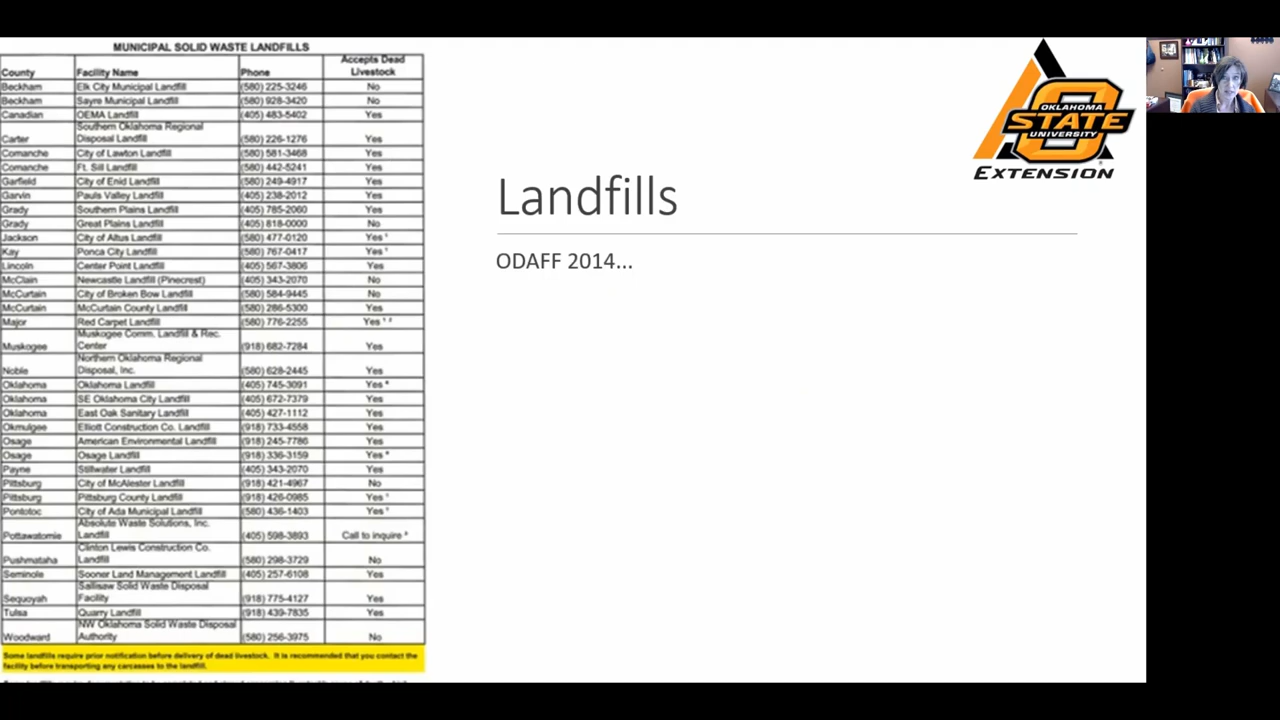 MUNICIPAL SOLID WASTE LANDFILLS
County Facility Name Phone Accepts Dead Livestock
Beckham Elk City Municipal Landfill (580) 225-3246 No
Beckham Sayre Municipal Landfill (580) 928-3420 No
Canadian OEMA Landfill (405) 483-5402 Yes
Carter Southern Oklahoma Regional Disposal Landfill (580) 226-1276 Yes
Comanche City of Lawton Landfill (580) 581-3468 Yes
Comanche Ft. Sill Landfill (580) 442-5241 Yes
Garfield City of Enid Landfill (580) 249-4917 Yes
Garvin Pauls Valley Landfill (405) 238-2012 Yes
Grady Southern Plains Landfill (405) 785-2060 Yes
Grady Great Plains Landfill (405) 818-0000 No
Jackson City of Altus Landfill (580) 477-0120 Yes
Kay Ponca City Landfill (580) 767-0417 Yes
Lincoln Center Point Landfill (405) 567-3806 Yes
McClain Newcastle Landfill (Pinecrest) (405) 343-2070 No
McCurtain City of Broken Bow Landfill (580) 584-9445 No
McCurtain McCurtain County Landfill (580) 286-5300 Yes
Major Red Carpet Landfill (580) 776-2255 Yes
Muskogee Muskogee Comm. Landfill & Rec. Center (918) 682-7284 Yes
Noble Northern Oklahoma Regional Disposal, Inc. (580) 628-2445 Yes
Oklahoma Oklahoma Landfill (405) 745-3091 Yes
Oklahoma SE Oklahoma City Landfill (405) 672-7379 Yes
Oklahoma East Oak Sanitary Landfill (405) 427-1112 Yes
Okmulgee Elliott Construction Co. Landfill (918) 733-4558 Yes
Osage American Environmental Landfill (918) 245-7786 Yes
Osage Osage Landfill (918) 336-3159 Yes
Payne Stillwater Landfill (405) 343-2070 Yes
Pittsburg City of McAlester Landfill (918) 421-4967 No
Pittsburg Pittsburg County Landfill (918) 426-0985 Yes
Pontotoc City of Ada Municipal Landfill (580) 436-1403 Yes
Pottawatomie Absolute Waste Solutions, Inc. Landfill (405) 598-3893 Call to inquire
Pushmataha Clinton Lewis Construction Co. Landfill (580) 298-3729 No
Seminole Sooner Land Management Landfill (405) 257-6108 Yes
Sequoyah Sallisaw Solid Waste Disposal Facility (918) 775-4127 Yes
Tulsa Quarry Landfill (918) 439-7835 Yes
Woodward NW Oklahoma Solid Waste Disposal Authority (580) 256-3975 No
Some landfills require prior notification before delivery of dead livestock. It is recommended that you contact the
facility before transporting any carcasses to the landfill.
Landfills
ODAFF 2014...
OKLAHOMA
STATE
UNIVERSITY
EXTENSION